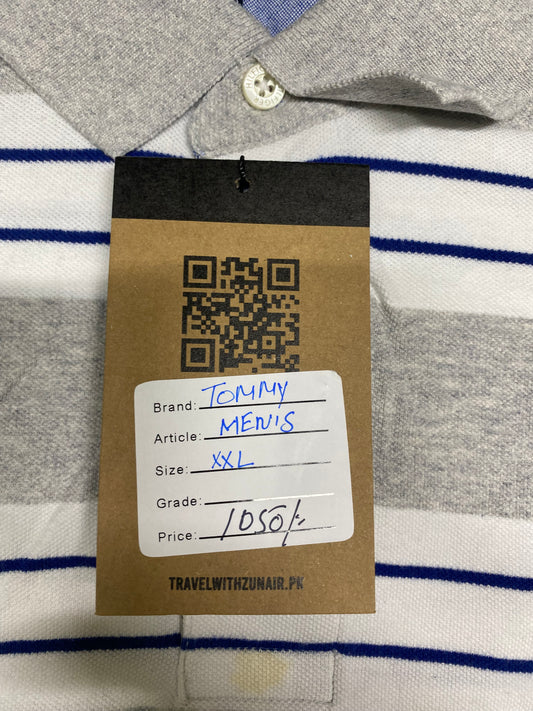 Brand: TOMMY
Article: MEN'S
Size: XXL
Grade:
Price: 1050/-
TRAVELWITHZUNAIR.PK